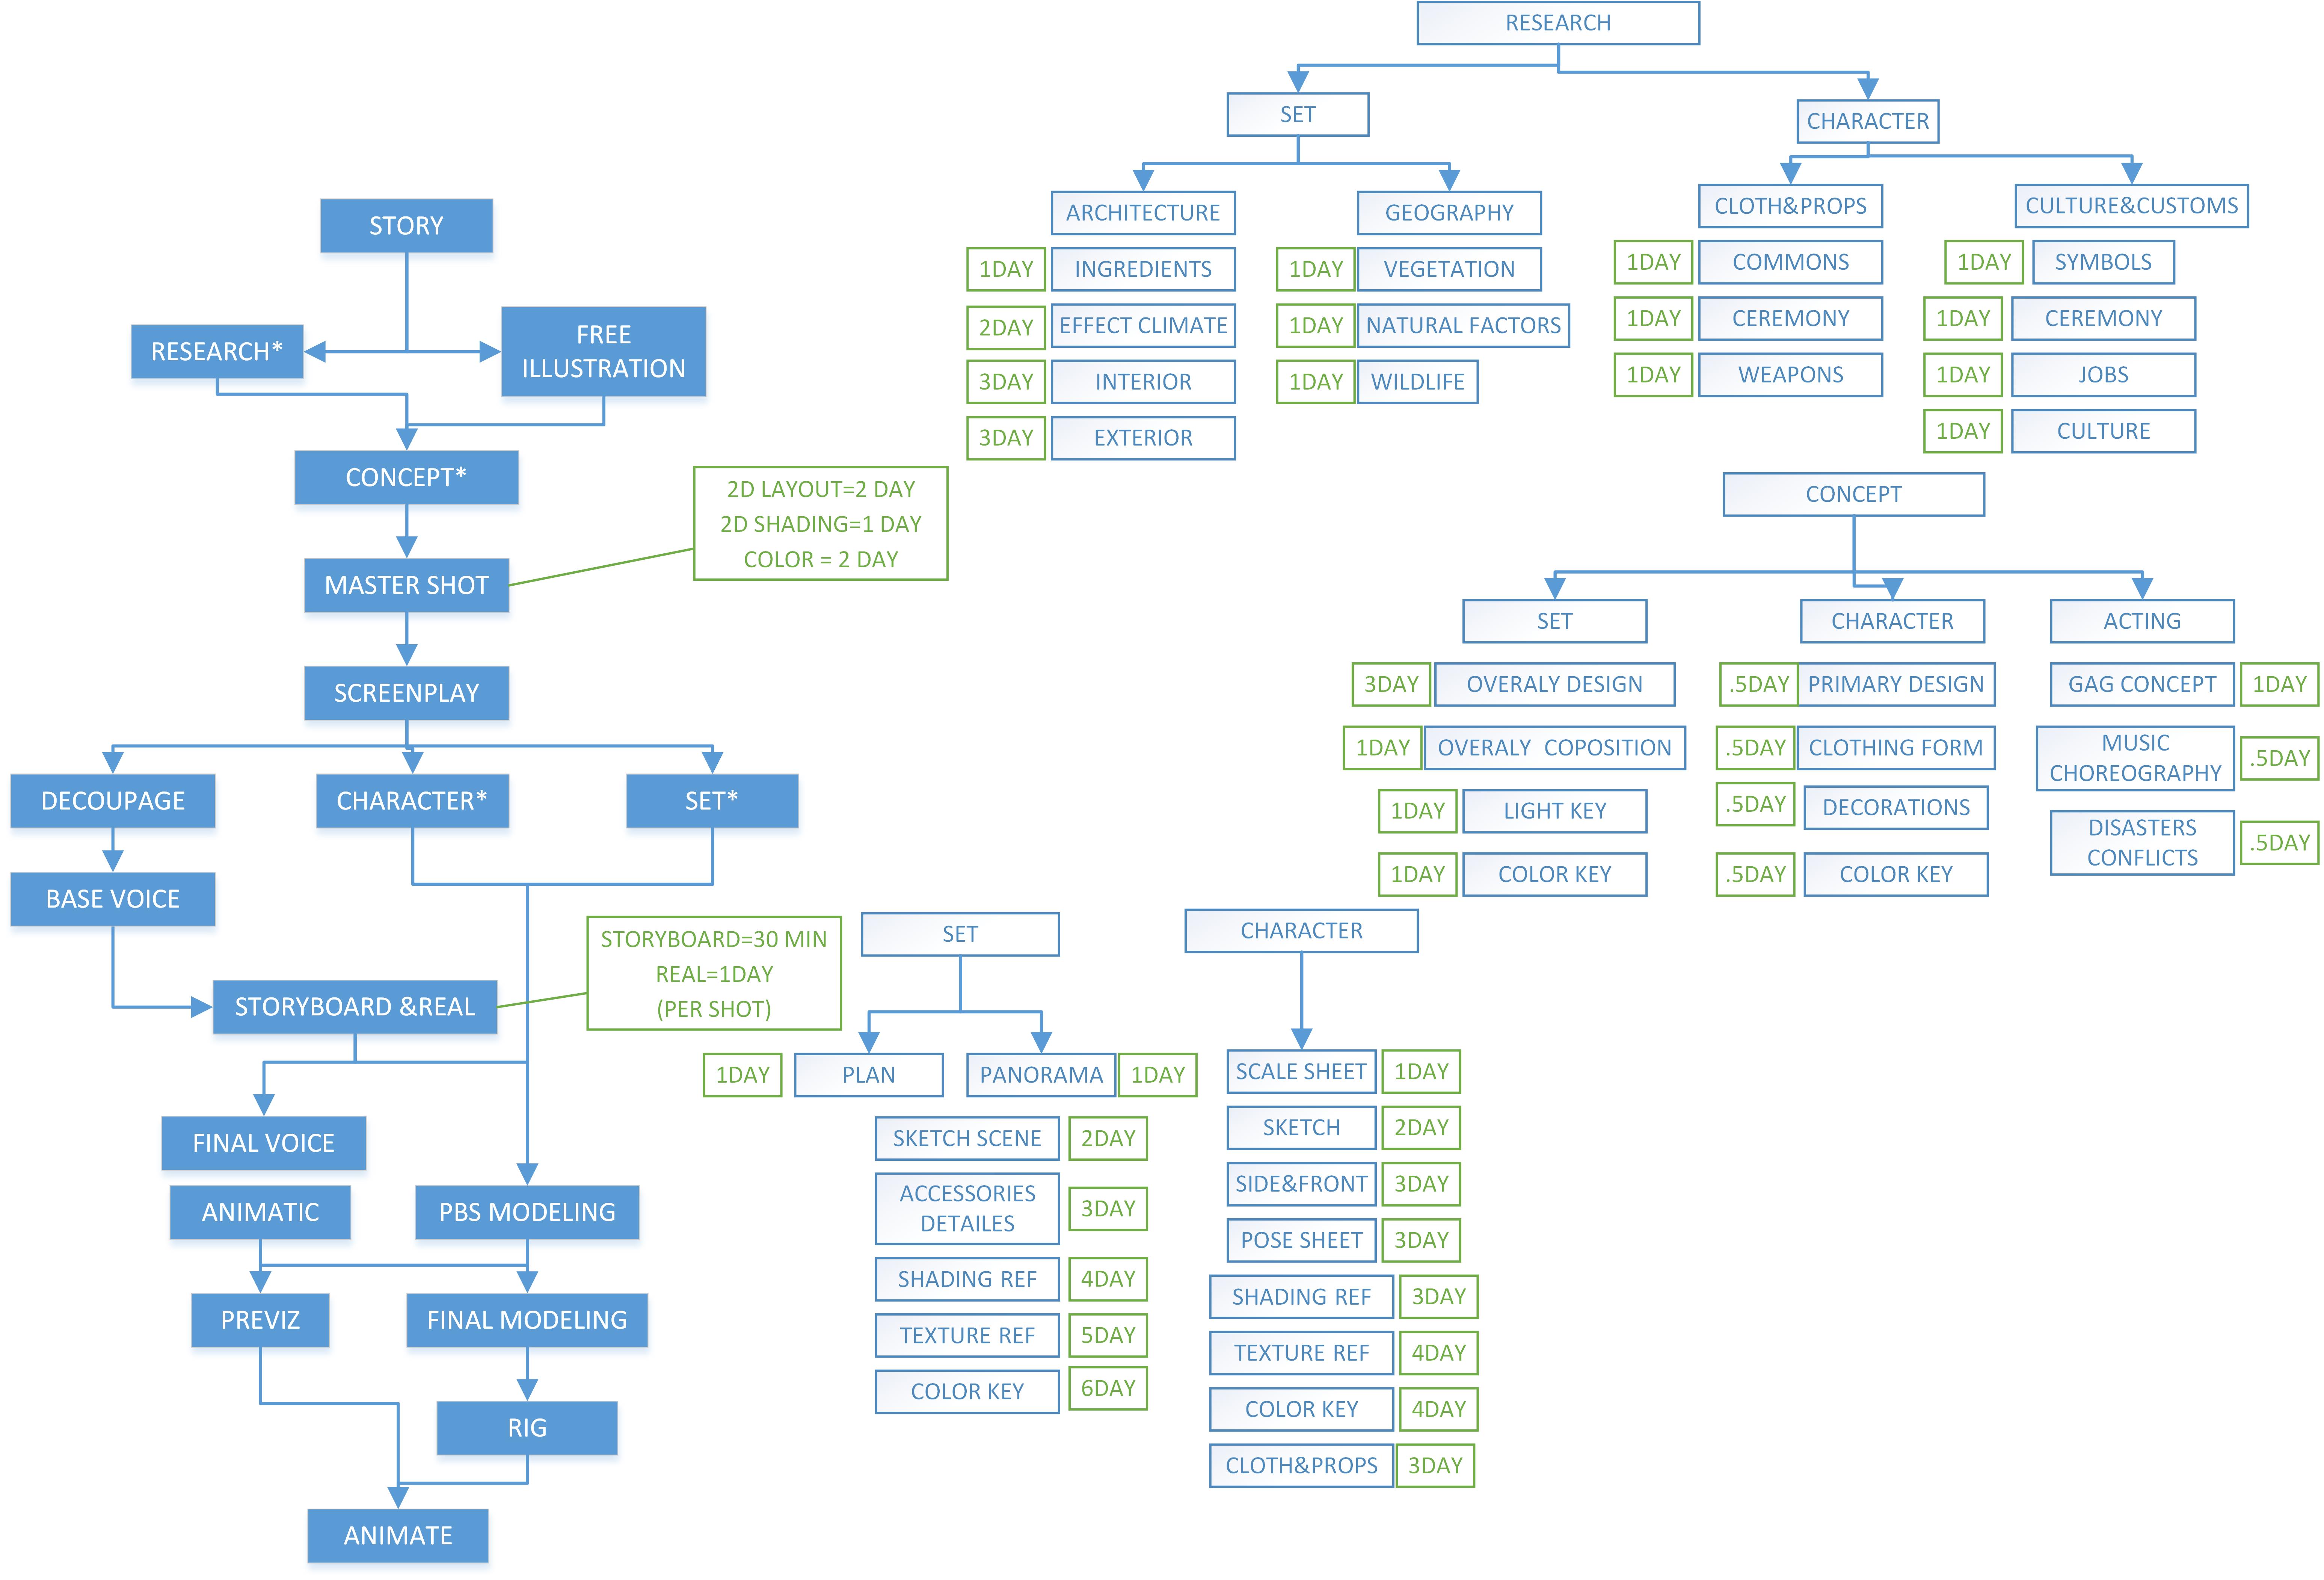 STORY
RESEARCH*
FREE
ILLUSTRATION
CONCEPT*
2D LAYOUT=2 DAY
2D SHADING=1 DAY
COLOR = 2 DAY
MASTER SHOT
SCREENPLAY
DECOUPAGE
CHARACTER*
SET*
BASE VOICE
STORYBOARD=30 MIN
REAL=1DAY
(PER SHOT)
STORYBOARD &REAL
FINAL VOICE
ANIMATIC
PBS MODELING
PREVIZ
FINAL MODELING
RIG
ANIMATE
RESEARCH
SET
CHARACTER
ARCHITECTURE
1DAY INGREDIENTS
2DAY EFFECT CLIMATE
3DAY INTERIOR
3DAY EXTERIOR
GEOGRAPHY
1DAY VEGETATION
1DAY NATURAL FACTORS
1DAY WILDLIFE
CLOTH&PROPS
1DAY COMMONS
1DAY CEREMONY
1DAY WEAPONS
CULTURE&CUSTOMS
1DAY SYMBOLS
1DAY CEREMONY
1DAY JOBS
1DAY CULTURE
CONCEPT
SET
3DAY OVERALY DESIGN
1DAY OVERALY COPOSITION
1DAY LIGHT KEY
1DAY COLOR KEY
CHARACTER
.5DAY PRIMARY DESIGN
.5DAY CLOTHING FORM
.5DAY DECORATIONS
.5DAY COLOR KEY
ACTING
GAG CONCEPT 1DAY
MUSIC
CHOREOGRAPHY .5DAY
DISASTERS
CONFLICTS .5DAY
SET
1DAY PLAN
PANORAMA 1DAY
SKETCH SCENE 2DAY
ACCESSORIES
DETAILES 3DAY
SHADING REF 4DAY
TEXTURE REF 5DAY
COLOR KEY 6DAY
CHARACTER
SCALE SHEET 1DAY
SKETCH 2DAY
SIDE&FRONT 3DAY
POSE SHEET 3DAY
SHADING REF 3DAY
TEXTURE REF 4DAY
COLOR KEY 4DAY
CLOTH&PROPS 3DAY